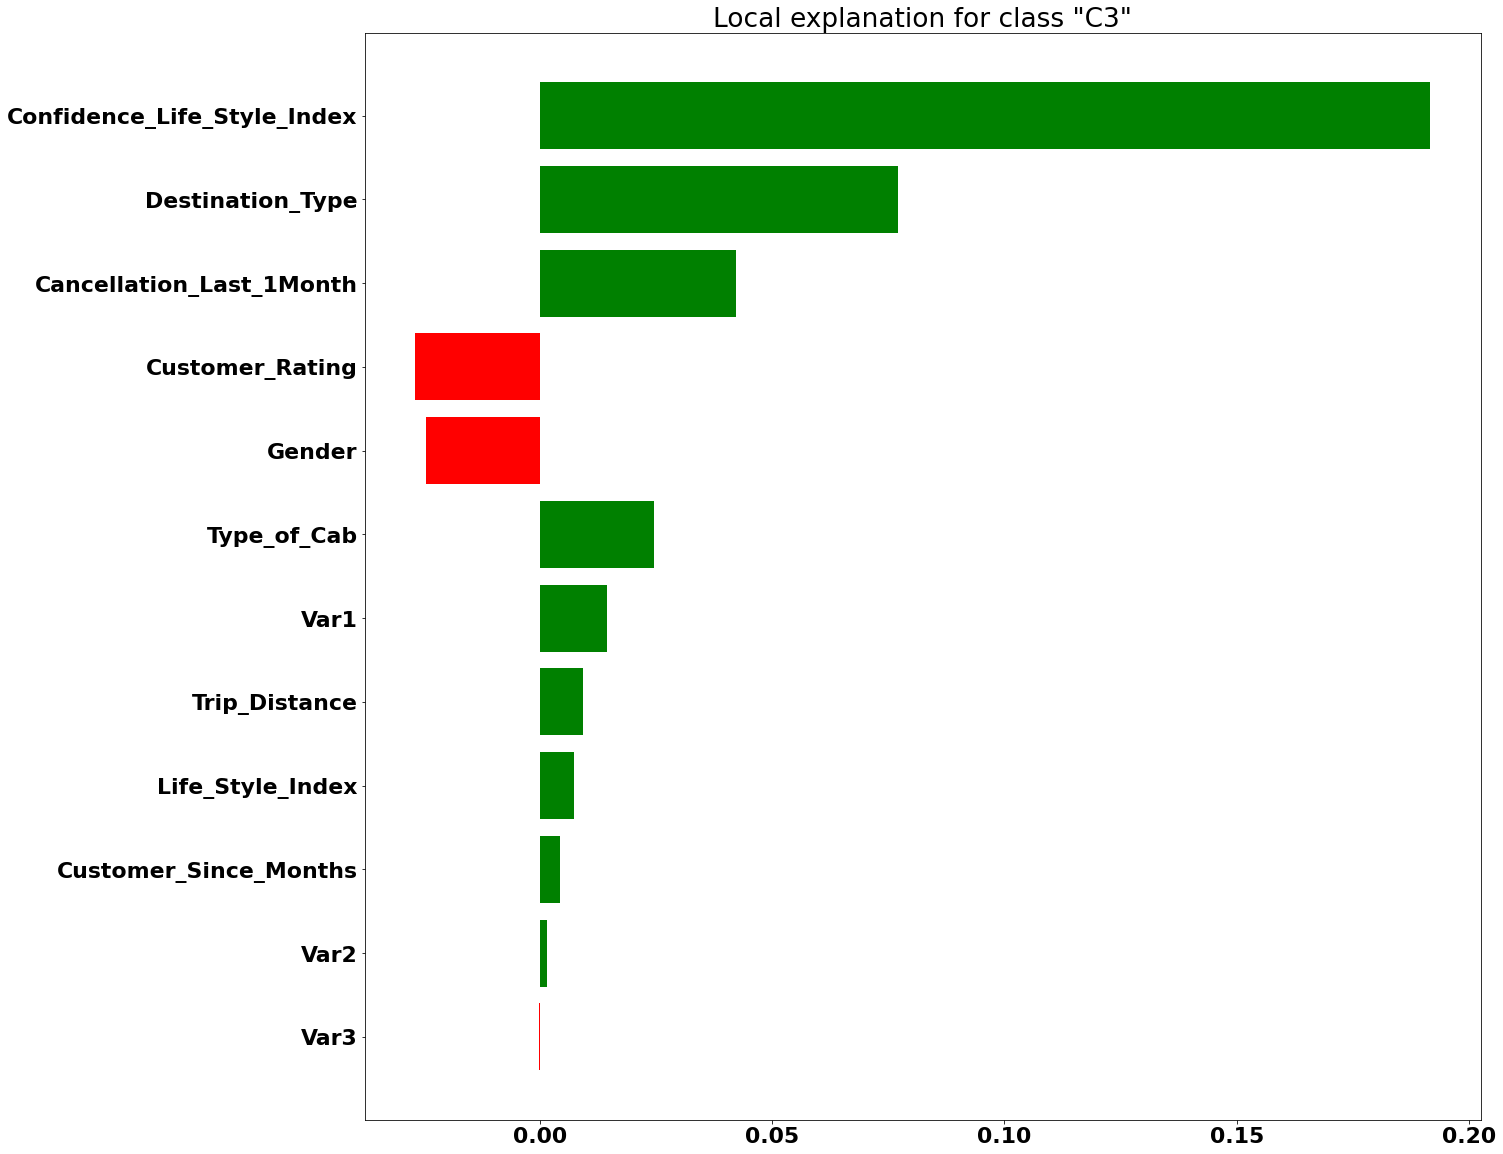 Local explanation for class "C3"
Confidence_Life_Style_Index
Destination_Type
Cancellation_Last_1Month
Customer_Rating
Gender
Type_of_Cab
Var1
Trip_Distance
Life_Style_Index
Customer_Since_Months
Var2
Var3
0.00 0.05 0.10 0.15 0.20